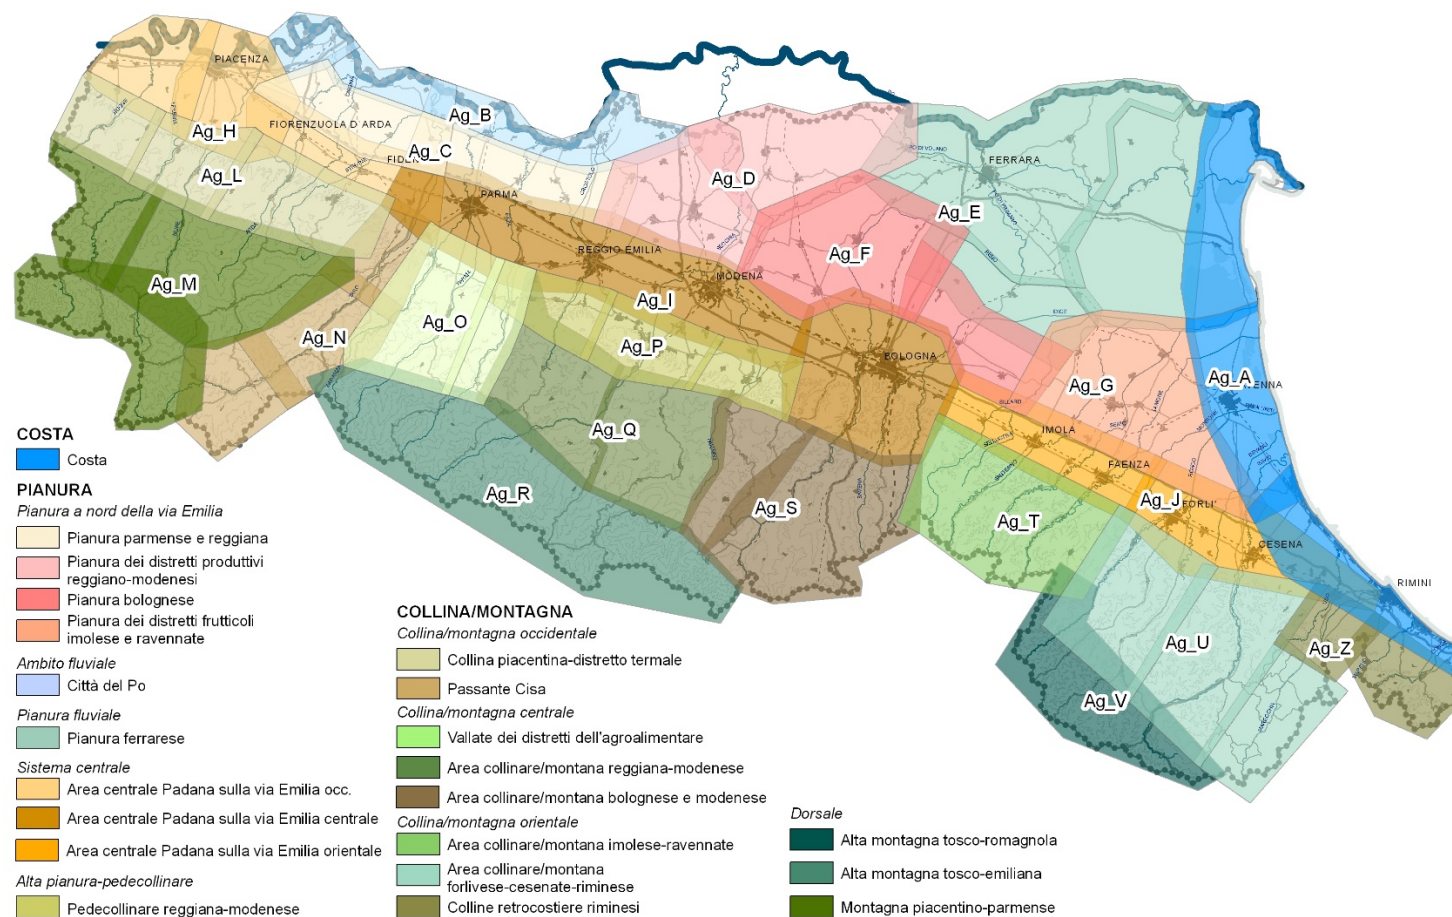 PIACENZA
FIORENZUOLA D'ARDA
PARMA
REGGIO EMILIA
MODENA
BOLOGNA
FERRARA
IMOLA
FAENZA
CESENA
RIMINI
Ag_H
Ag_B
Ag_C
Ag_L
Ag_D
Ag_E
Ag_F
Ag_M
Ag_N
Ag_O
Ag_I
Ag_P
Ag_G
Ag_A
Ag_Q
Ag_R
Ag_S
Ag_T
Ag_J
Ag_U
Ag_V
Ag_Z
COSTA
Costa
PIANURA
Pianura a nord della via Emilia
Pianura parmense e reggiana
Pianura dei distretti produttivi
reggiano-modenesi
Pianura bolognese
Pianura dei distretti frutticoli
imolese e ravennate
Ambito fluviale
Città del Po
Pianura fluviale
Pianura ferrarese
Sistema centrale
Area centrale Padana sulla via Emilia occ.
Area centrale Padana sulla via Emilia centrale
Area centrale Padana sulla via Emilia orientale
Alta pianura-pedecollinare
Pedecollinare reggiana-modenese
COLLINA/MONTAGNA
Collina/montagna occidentale
Collina piacentina-distretto termale
Passante Cisa
Collina/montagna centrale
Vallate dei distretti dell'agroalimentare
Area collinare/montana reggiana-modenese
Area collinare/montana bolognese e modenese
Collina/montagna orientale
Area collinare/montana imolese-ravennate
Area collinare/montana
forlivese-cesenate-riminese
Colline retrocostiere riminesi
Dorsale
Alta montagna tosco-romagnola
Alta montagna tosco-emiliana
Montagna piacentino-parmense